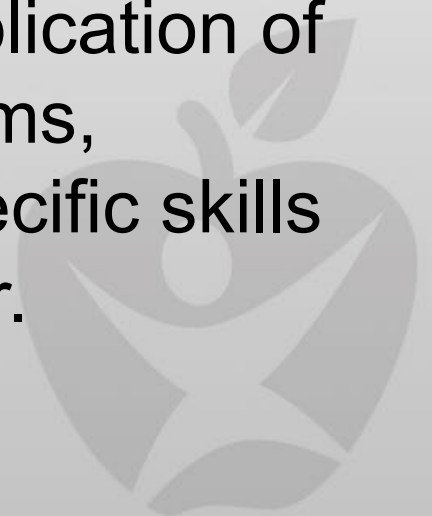 plication of
ms,
ecific skills
r.